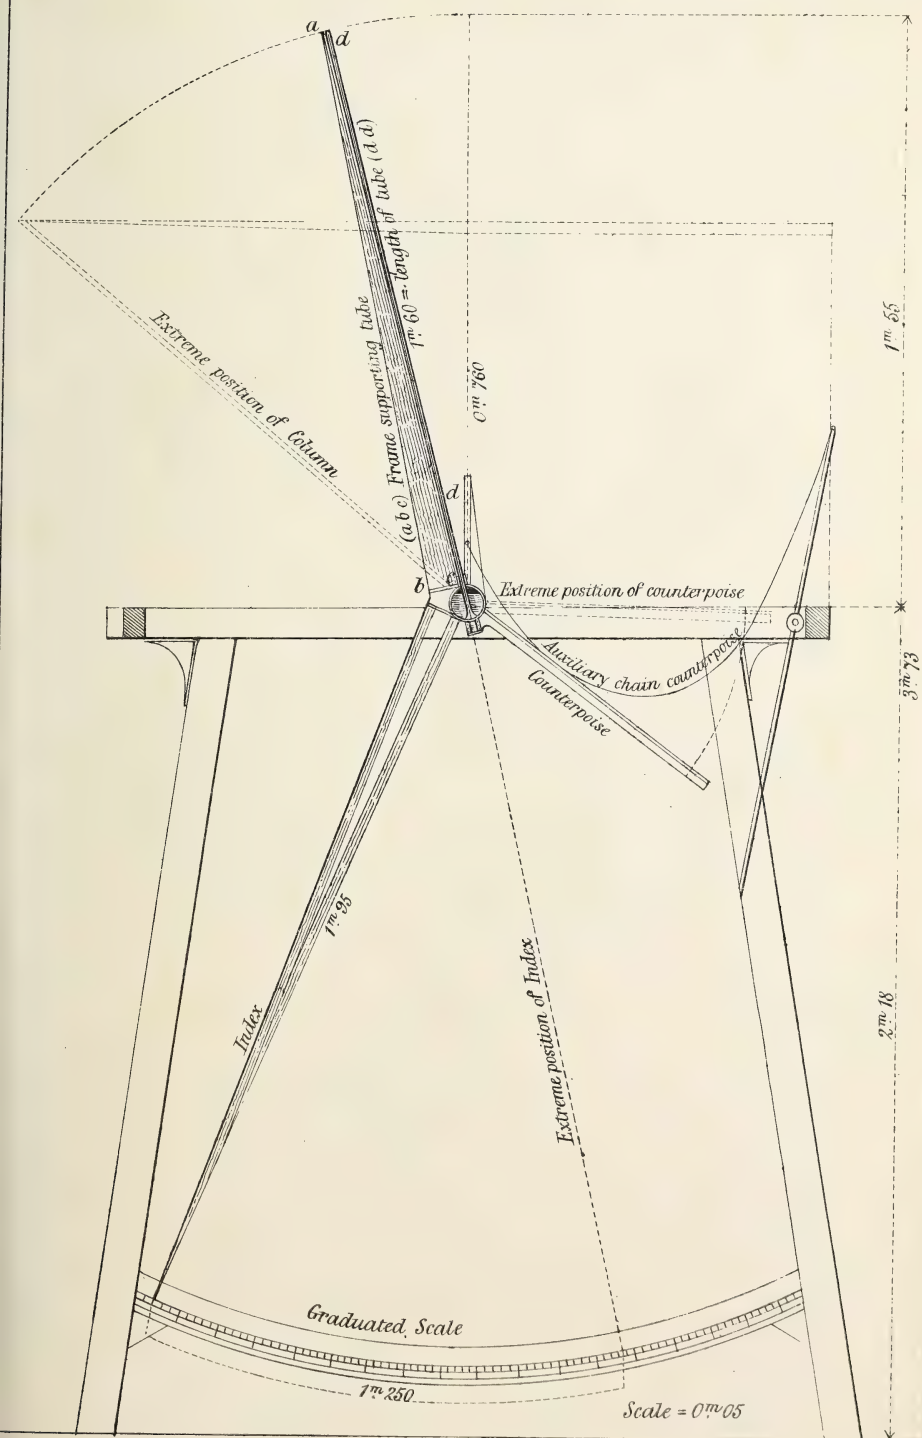 a
d
(a b c) Frame supporting tube
1m 60 = length of tube (d d)
Extreme position of Column
0m 760
1m 55
d
b
c
Extreme position of counterpoise
Auxiliary chain counterpoise
Counterpoise
3m 73
1m 95
Index
Extreme position of Index
2m 18
Graduated Scale
1m 250
Scale = 0m 05